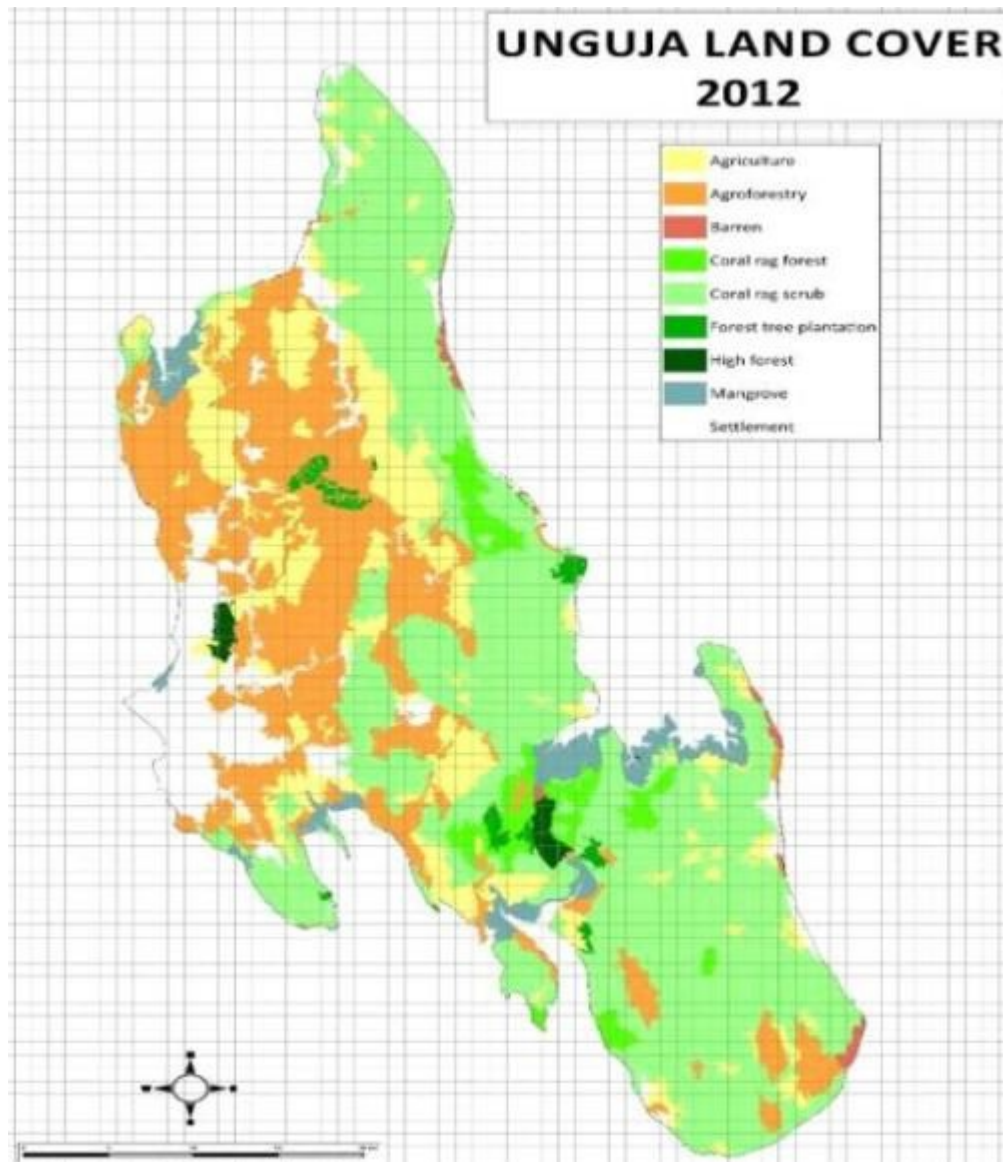 UNGUJA LAND COVER
2012
Agriculture
Agroforestry
Barren
Coral rag forest
Coral rag scrub
Forest tree plantation
High forest
Mangrove
Settlement